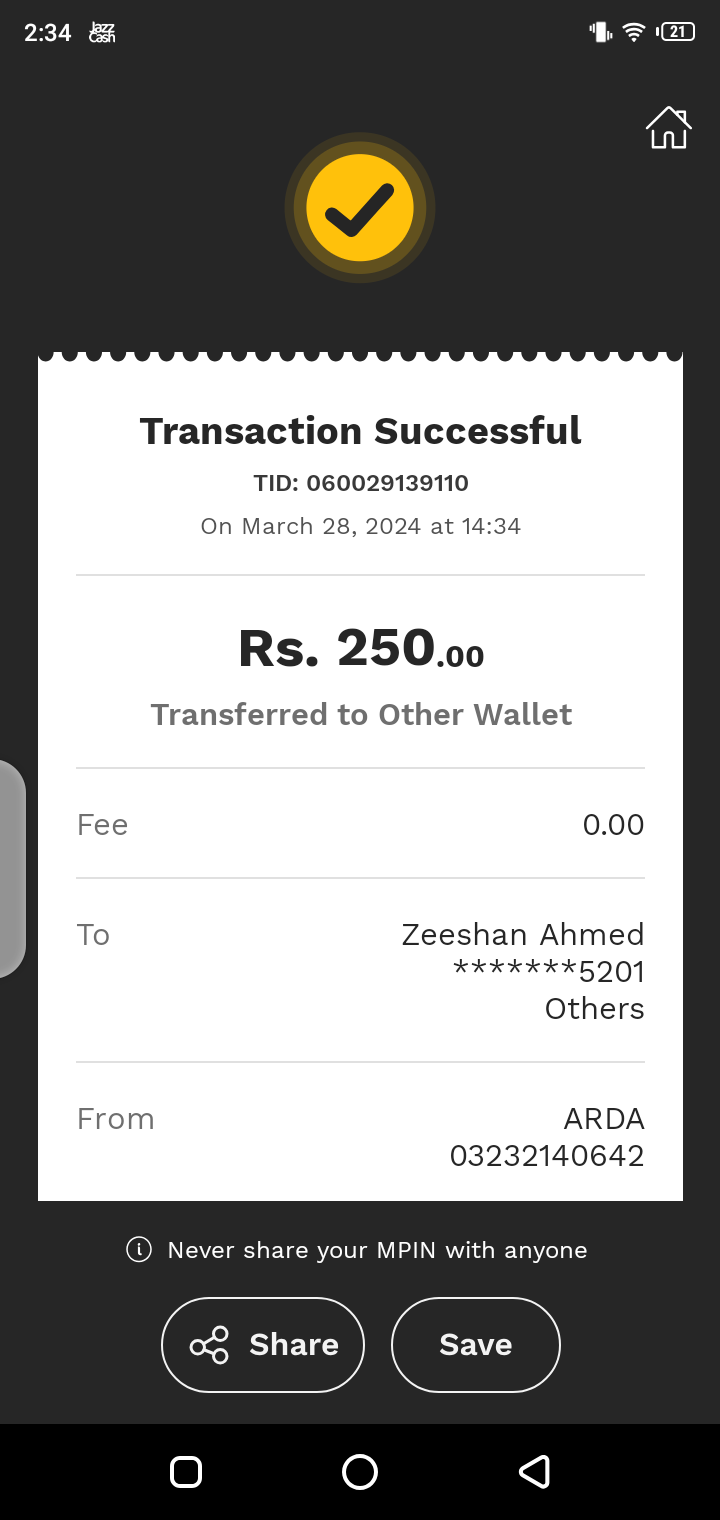 2:34 Jazz Cash 21
Transaction Successful
TID: 060029139110
On March 28, 2024 at 14:34
Rs. 250.00
Transferred to Other Wallet
Fee 0.00
To Zeeshan Ahmed
*******5201
Others
From ARDA
03232140642
Never share your MPIN with anyone
Share Save